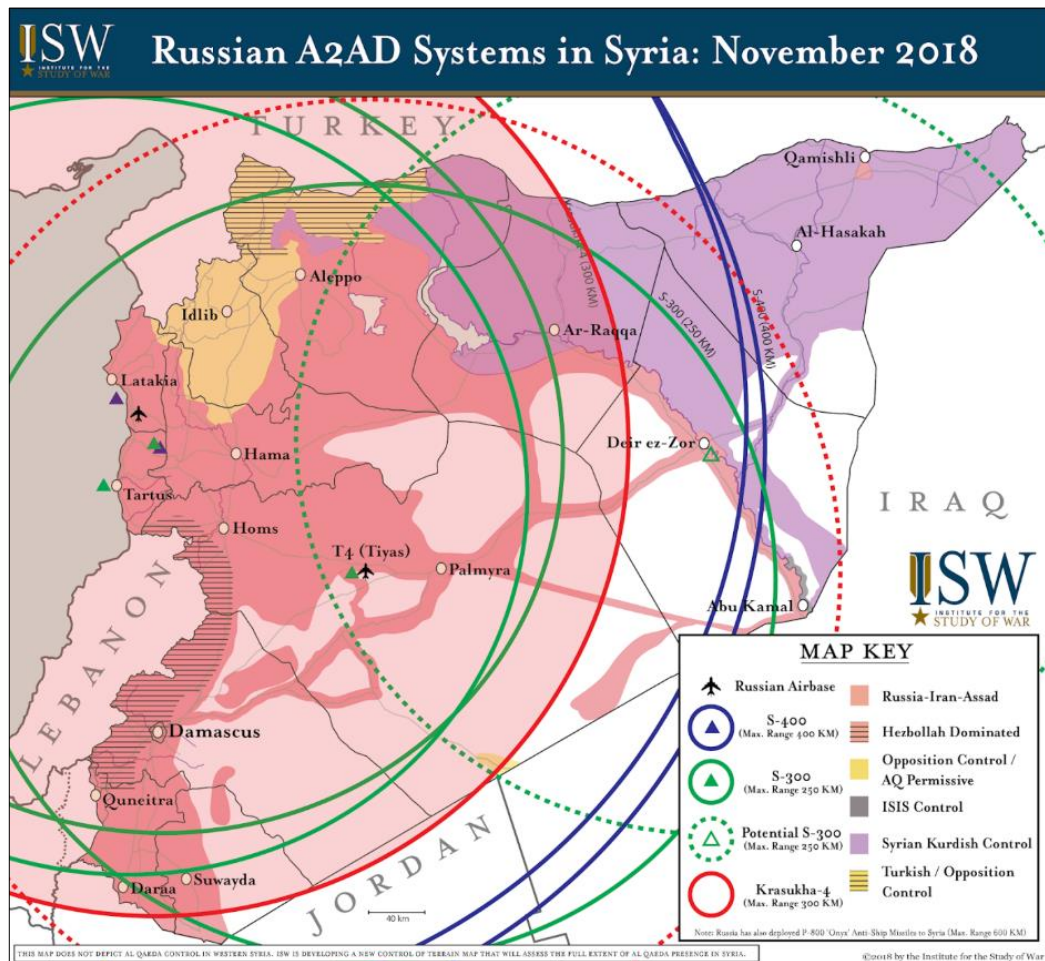 ISW
INSTITUTE FOR THE
STUDY OF WAR
Russian A2AD Systems in Syria: November 2018
TURKEY
Qamishli
Al-Hasakah
Aleppo
(300 KM)
Idlib
S-300 (250 KM)
S-400 (400 KM)
Ar-Raqqa
Latakia
Deir ez-Zor
Hama
Tartus
IRAQ
Homs
T4 (Tiyas)
Palmyra
ISW
INSTITUTE FOR THE
STUDY OF WAR
Abu Kamal
LEBANON
Damascus
Quneitra
JORDAN
Daraa
Suwayda
40 km
MAP KEY
Russian Airbase
S-400
(Max. Range 400 KM)
S-300
(Max. Range 250 KM)
Potential S-300
(Max. Range 250 KM)
Krasukha-4
(Max. Range 300 KM)
Russia-Iran-Assad
Hezbollah Dominated
Opposition Control /
AQ Permissive
ISIS Control
Syrian Kurdish Control
Turkish / Opposition
Control
Note: Russia has also deployed P-800 'Onyx' Anti-Ship Missiles to Syria (Max. Range 600 KM)
THIS MAP DOES NOT DEPICT AL QAEDA CONTROL IN WESTERN SYRIA. ISW IS DEVELOPING A NEW CONTROL OF TERRAIN MAP THAT WILL ASSESS THE FULL EXTENT OF AL QAEDA PRESENCE IN SYRIA.
©2018 by the Institute for the Study of War